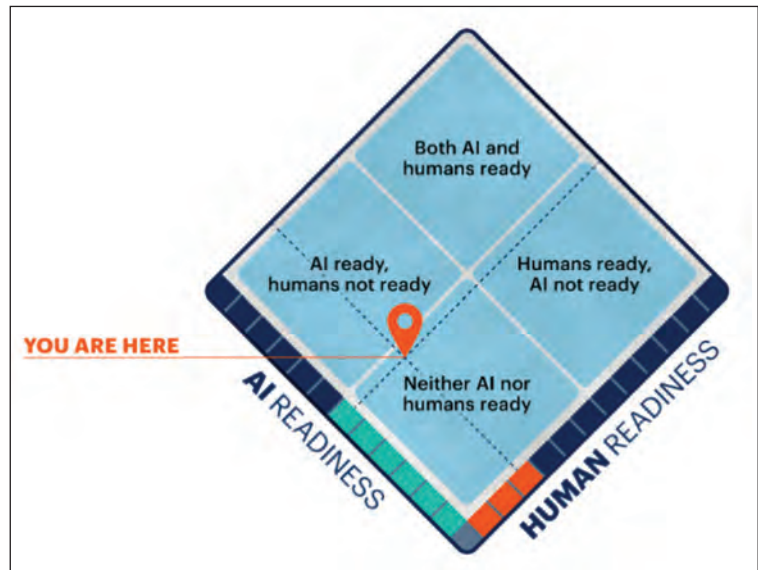 Both AI and
humans ready
AI ready,
humans not ready
Humans ready,
AI not ready
YOU ARE HERE
Neither AI nor
humans ready
AI READINESS
HUMAN READINESS